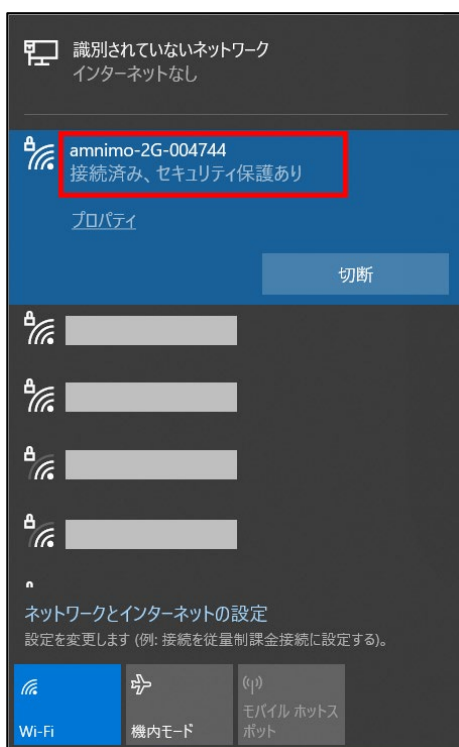 識別されていないネットワーク
インターネットなし
amnimo-2G-004744
接続済み、セキュリティ保護あり
プロパティ
切断
ネットワークとインターネットの設定
設定を変更します (例: 接続を従量制課金接続に設定する)。
Wi-Fi
機内モード
モバイル ホットス
ポット